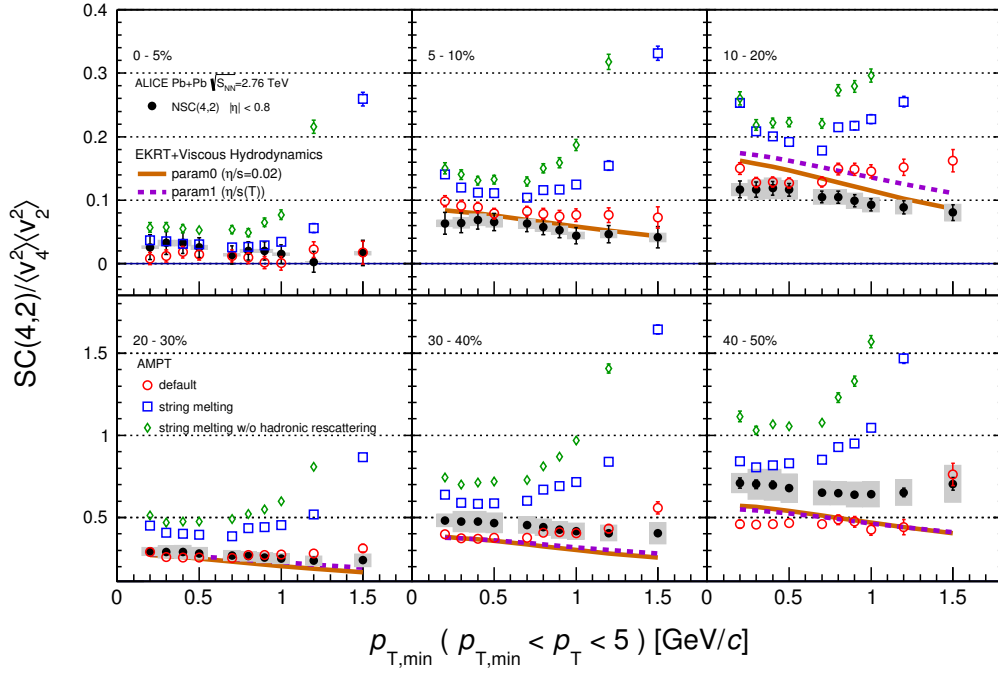 SC(4,2)/⟨v₄²⟩⟨v₂²⟩
0.4
0.3
0.2
0.1
0
0 - 5%
ALICE Pb+Pb √S_NN=2.76 TeV
NSC(4,2) |η| < 0.8
EKRT+Viscous Hydrodynamics
param0 (η/s=0.02)
param1 (η/s(T))
5 - 10%
10 - 20%
1.5
1
0.5
20 - 30%
AMPT
default
string melting
string melting w/o hadronic rescattering
30 - 40%
40 - 50%
0 0.5 1 1.5 0 0.5 1 1.5 0 0.5 1 1.5
p_T,min ( p_T,min < p_T < 5 ) [GeV/c]